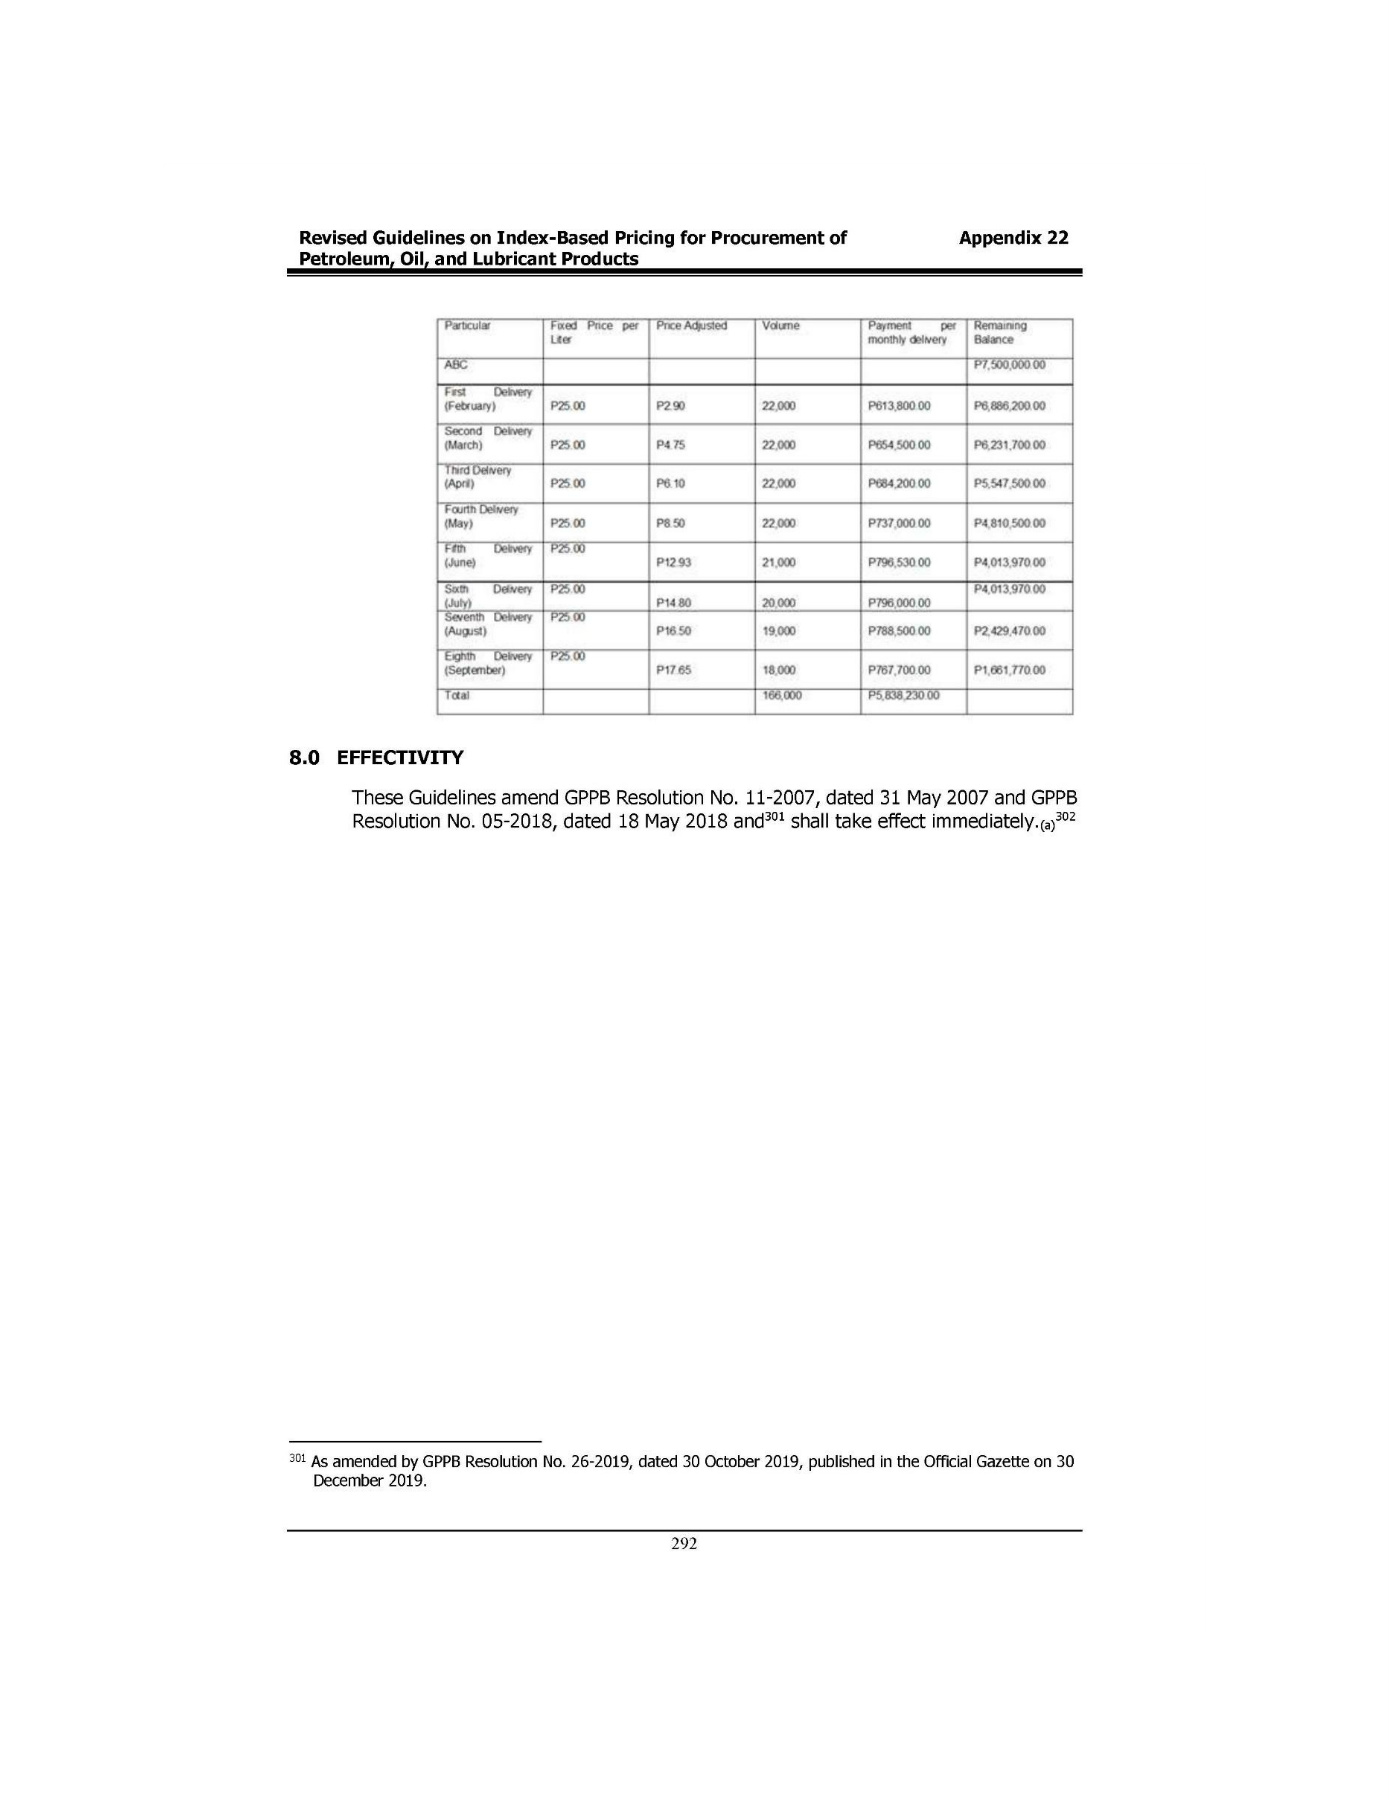 Revised Guidelines on Index-Based Pricing for Procurement of Appendix 22
Petroleum, Oil, and Lubricant Products
Particular Fixed Price per Liter Price Adjusted Volume Payment per monthly delivery Remaining Balance
ABC P7,500,000.00
First Delivery (February) P25.00 P2.90 22,000 P613,800.00 P6,886,200.00
Second Delivery (March) P25.00 P4.75 22,000 P654,500.00 P6,231,700.00
Third Delivery (April) P25.00 P6.10 22,000 P684,200.00 P5,547,500.00
Fourth Delivery (May) P25.00 P8.50 22,000 P737,000.00 P4,810,500.00
Fifth Delivery (June) P25.00 P12.93 21,000 P796,530.00 P4,013,970.00
Sixth Delivery (July) P25.00 P14.80 20,000 P796,000.00 P4,013,970.00
Seventh Delivery (August) P25.00 P16.50 19,000 P788,500.00 P2,429,470.00
Eighth Delivery (September) P25.00 P17.65 18,000 P767,700.00 P1,661,770.00
Total 166,000 P5,838,230.00
8.0 EFFECTIVITY
These Guidelines amend GPPB Resolution No. 11-2007, dated 31 May 2007 and GPPB
Resolution No. 05-2018, dated 18 May 2018 and301 shall take effect immediately.(a)302
301 As amended by GPPB Resolution No. 26-2019, dated 30 October 2019, published in the Official Gazette on 30
December 2019.
292